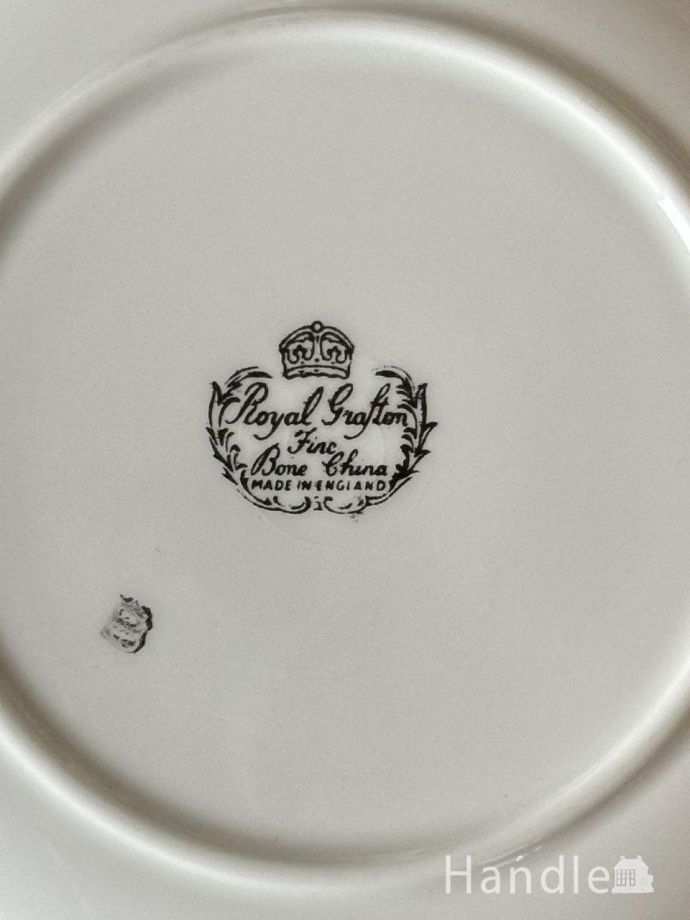 Royal Grafton
Fine
Bone China
MADE IN ENGLAND
Handle